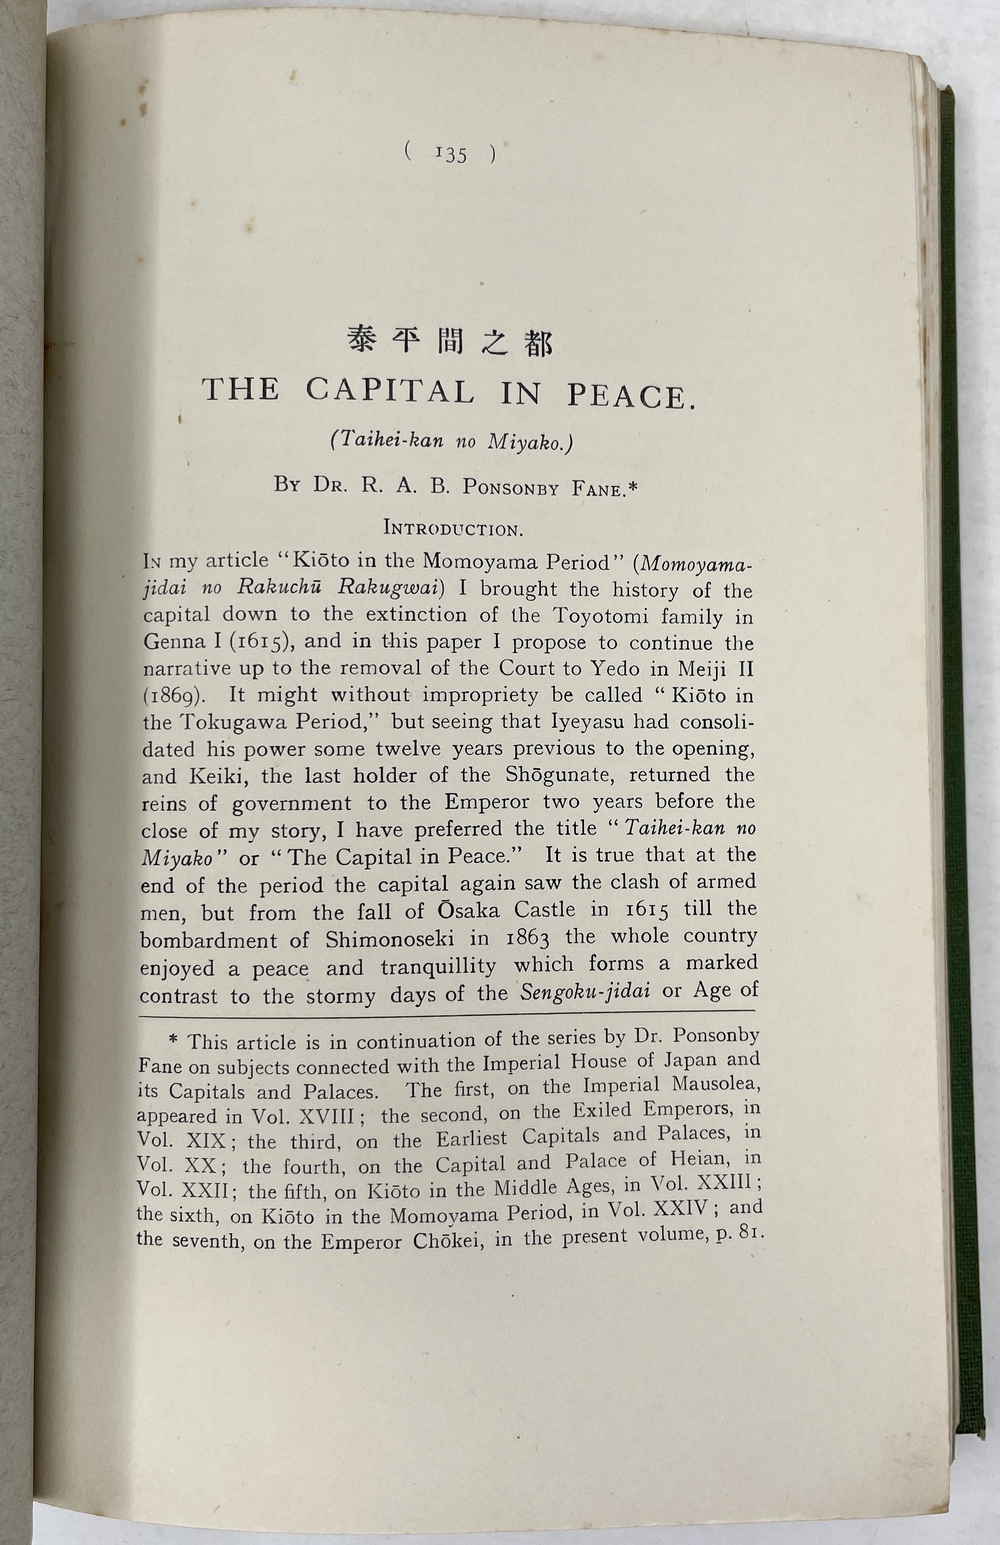 ( 135 )
泰平間之都
THE CAPITAL IN PEACE.
(Taihei-kan no Miyako.)
By Dr. R. A. B. Ponsonby Fane.*
Introduction.
In my article “Kiōto in the Momoyama Period” (Momoyama-
jidai no Rakuchū Rakugwai) I brought the history of the
capital down to the extinction of the Toyotomi family in
Genna I (1615), and in this paper I propose to continue the
narrative up to the removal of the Court to Yedo in Meiji II
(1869). It might without impropriety be called “Kiōto in
the Tokugawa Period,” but seeing that Iyeyasu had consoli-
dated his power some twelve years previous to the opening,
and Keiki, the last holder of the Shōgunate, returned the
reins of government to the Emperor two years before the
close of my story, I have preferred the title “Taihei-kan no
Miyako” or “The Capital in Peace.” It is true that at the
end of the period the capital again saw the clash of armed
men, but from the fall of Ōsaka Castle in 1615 till the
bombardment of Shimonoseki in 1863 the whole country
enjoyed a peace and tranquillity which forms a marked
contrast to the stormy days of the Sengoku-jidai or Age of
* This article is in continuation of the series by Dr. Ponsonby
Fane on subjects connected with the Imperial House of Japan and
its Capitals and Palaces. The first, on the Imperial Mausolea,
appeared in Vol. XVIII; the second, on the Exiled Emperors, in
Vol. XIX; the third, on the Earliest Capitals and Palaces, in
Vol. XX; the fourth, on the Capital and Palace of Heian, in
Vol. XXII; the fifth, on Kiōto in the Middle Ages, in Vol. XXIII;
the sixth, on Kiōto in the Momoyama Period, in Vol. XXIV; and
the seventh, on the Emperor Chōkei, in the present volume, p. 81.